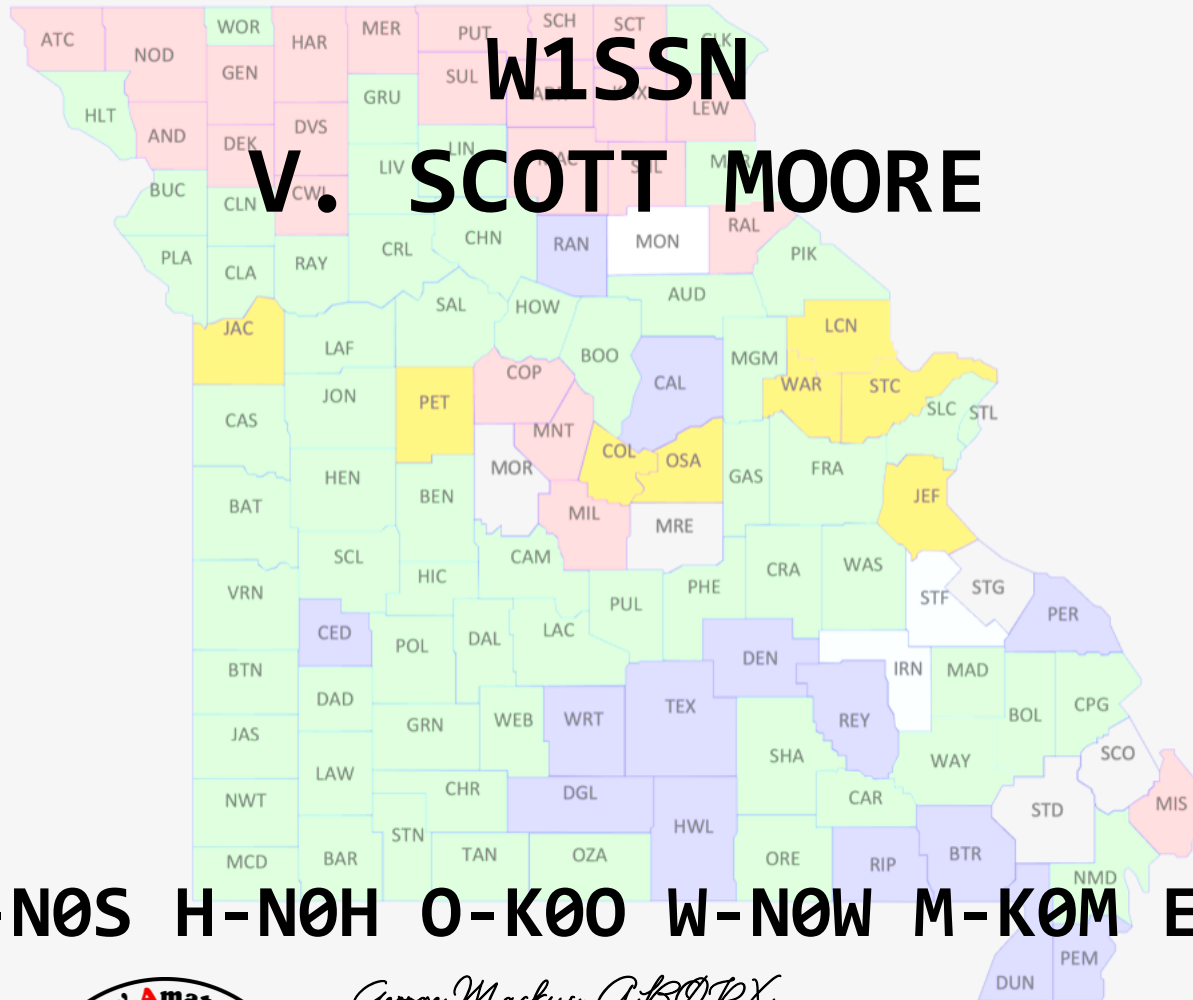 ATC NOD WOR HAR MER PUT SCH SCT CLK
GEN SUL LEW
HLT GRU
AND DEK DVS LIN
W1SSN
LIV
V. SCOTT MOORE
BUC CLN CWL
RAL
PLA CLA RAY CRL CHN RAN MON PIK
SAL HOW AUD
JAC LAF BOO MGM LCN
JON PET COP CAL WAR STC
CAS MNT SLC STL
MOR COL OSA
BAT HEN BEN GAS FRA JEF
MIL MRE
SCL CAM
VRN HIC PUL PHE CRA WAS STF STG
CED POL DAL LAC PER
BTN DAD DEN IRN MAD
JAS GRN WEB WRT TEX REY BOL CPG
LAW SHA WAY SCO
NWT CHR DGL CAR STD MIS
STN HWL
MCD BAR TAN OZA ORE RIP BTR
NMD
-N0S H-N0H O-K0O W-N0W M-K0M E
PEM
DUN